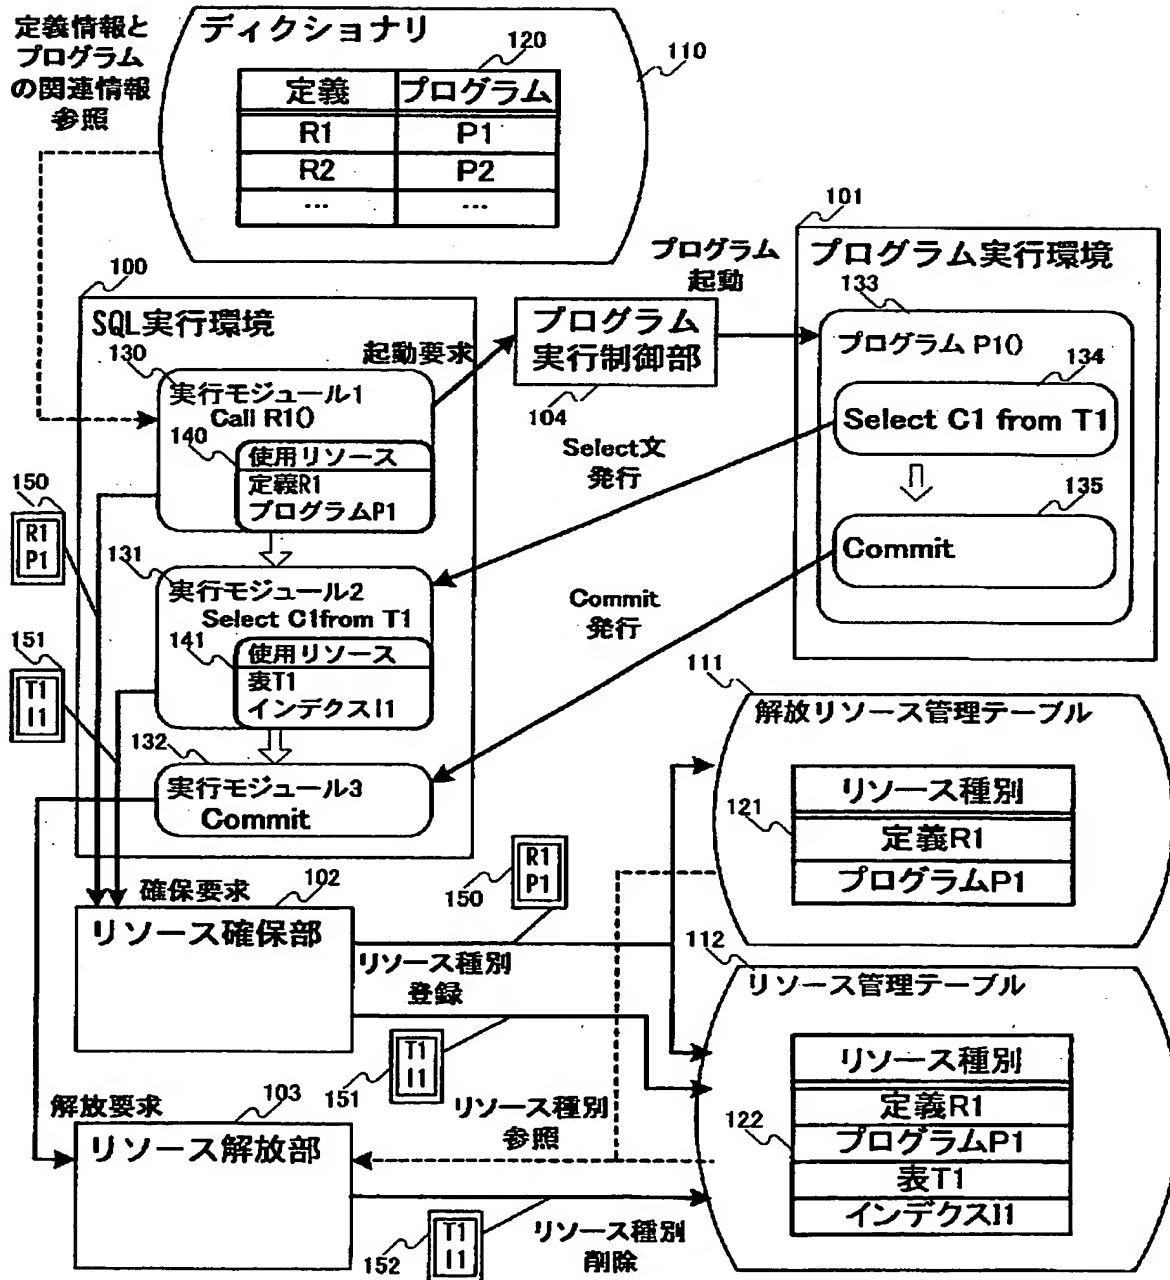 定義情報と
プログラム
の関連情報
参照
ディクショナリ
120
110
定義 プログラム
R1 P1
R2 P2
... ...
100
SQL実行環境
130
実行モジュール1
Call R1()
140
使用リソース
定義R1
プログラムP1
起動要求
プログラム
実行制御部
104
プログラム
起動
101
プログラム実行環境
133
プログラム P1()
134
Select C1 from T1
135
Commit
Select文
発行
Commit
発行
150
R1
P1
151
T1
I1
131
実行モジュール2
Select C1from T1
141
使用リソース
表T1
インデクスI1
132
実行モジュール3
Commit
111
解放リソース管理テーブル
リソース種別
121
定義R1
プログラムP1
確保要求
102
リソース確保部
R1
P1
150
リソース種別
登録
T1
I1
151
112
リソース管理テーブル
リソース種別
定義R1
122
プログラムP1
表T1
インデクスI1
解放要求
103
リソース解放部
リソース種別
参照
T1
I1
152
リソース種別
削除